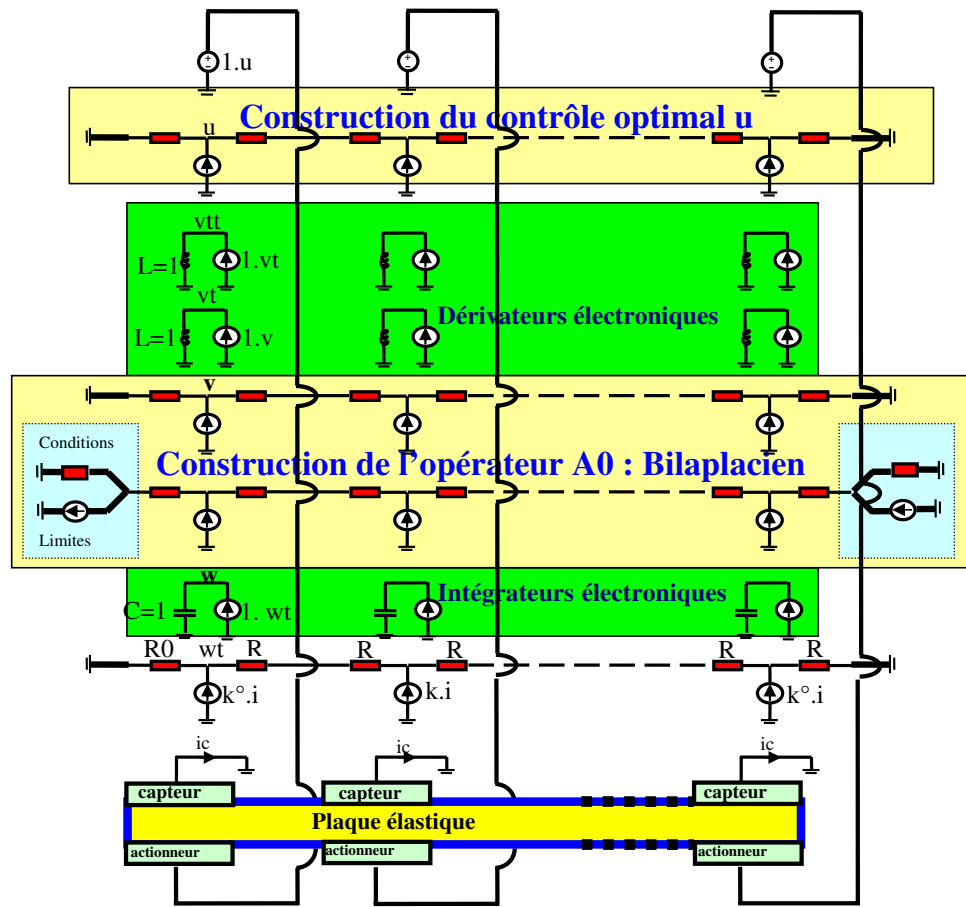 1.u
Construction du contrôle optimal u
u
vtt
L=1
1.vt
vt
Dérivateurs électroniques
L=1
1.v
v
Conditions
Construction de l’opérateur A0 : Bilaplacien
Limites
w
Intégrateurs électroniques
C=1
1. wt
R0
wt
R
R
R
R
R
k°.i
k.i
k°.i
ic
ic
ic
capteur
capteur
capteur
Plaque élastique
actionneur
actionneur
actionneur